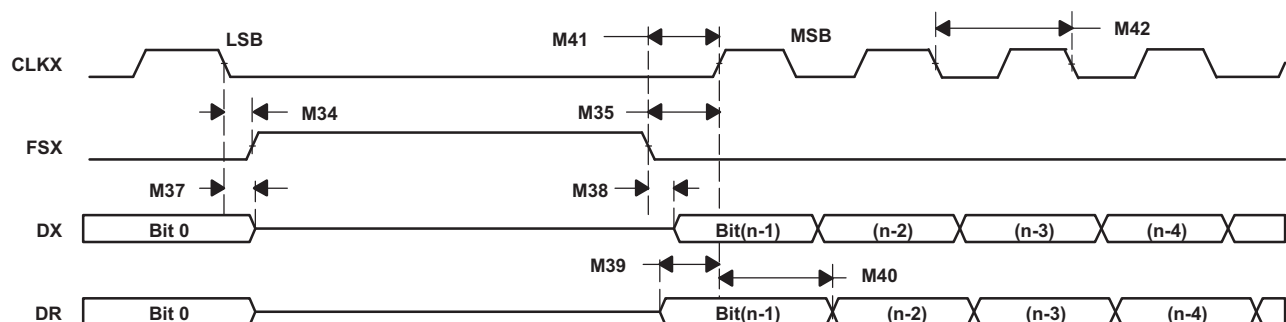 LSB M41 MSB M42
CLKX
M34 M35
FSX
M37 M38
DX Bit 0 Bit(n-1) (n-2) (n-3) (n-4)
M39 M40
DR Bit 0 Bit(n-1) (n-2) (n-3) (n-4)